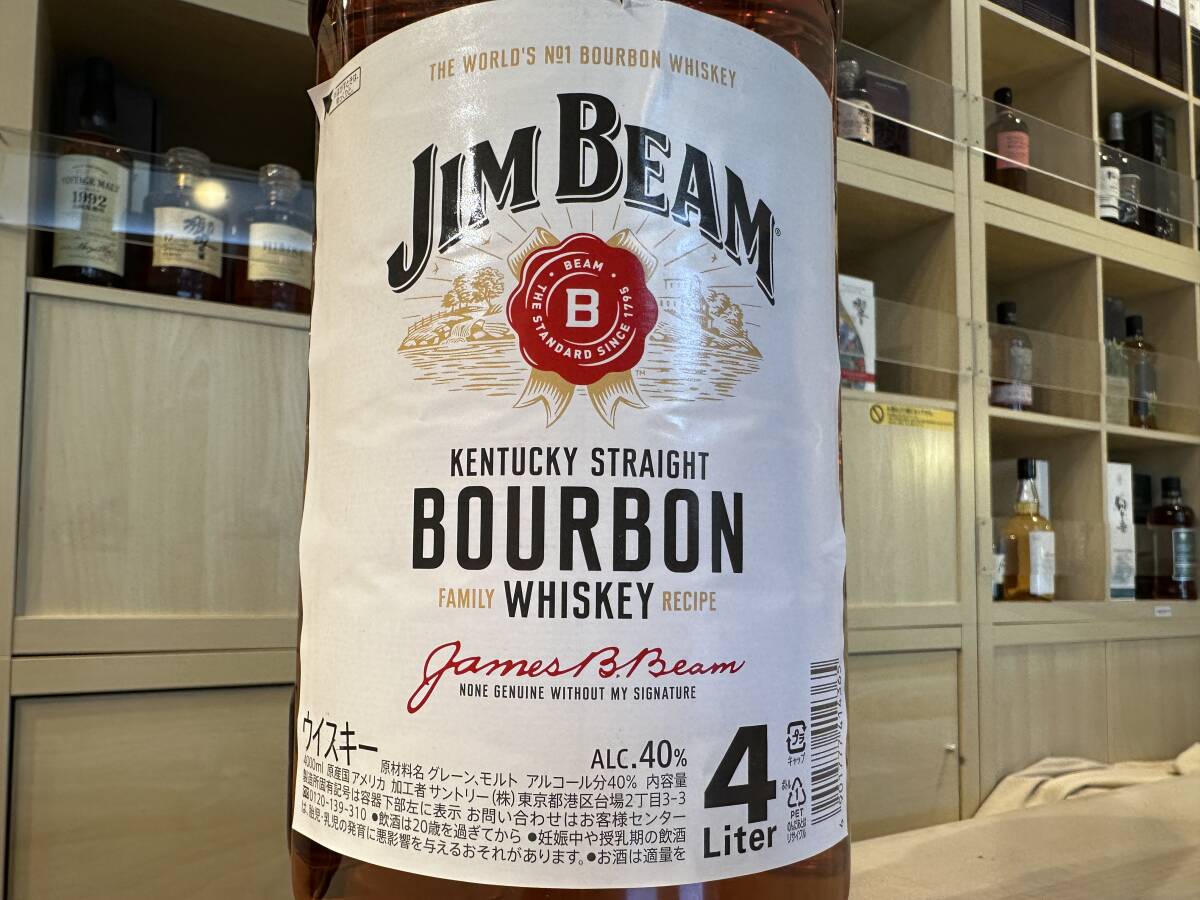 THE WORLD'S Nº1 BOURBON WHISKEY
JIM BEAM®
BEAM
B
THE STANDARD SINCE 1795
TM
KENTUCKY STRAIGHT
BOURBON
FAMILY WHISKEY RECIPE
James B. Beam
NONE GENUINE WITHOUT MY SIGNATURE
ウイスキー
ALC.40%
原材料名 グレーン、モルト アルコール分40% 内容量
4000ml 原産国 アメリカ 加工者 サントリー(株)東京都港区台場2丁目3-3
製造所固有記号は容器下部左に表示 お問い合わせはお客様センター
☎0120-139-310 ●飲酒は20歳を過ぎてから ●妊娠中や授乳期の飲酒
は、胎児・乳児の発育に悪影響を与えるおそれがあります。●お酒は適量を
4
Liter
プラ
キャップ
PET
1992
響